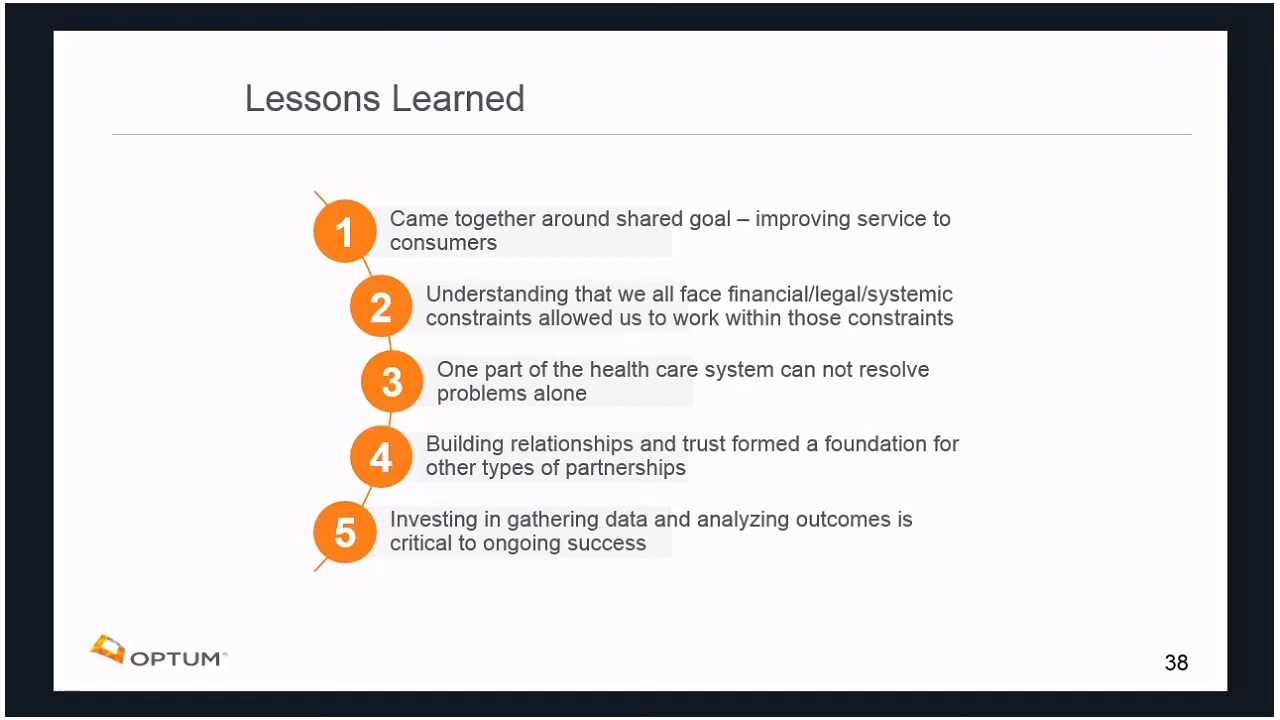 Lessons Learned
1
Came together around shared goal – improving service to
consumers
2
Understanding that we all face financial/legal/systemic
constraints allowed us to work within those constraints
3
One part of the health care system can not resolve
problems alone
4
Building relationships and trust formed a foundation for
other types of partnerships
5
Investing in gathering data and analyzing outcomes is
critical to ongoing success
OPTUM
38